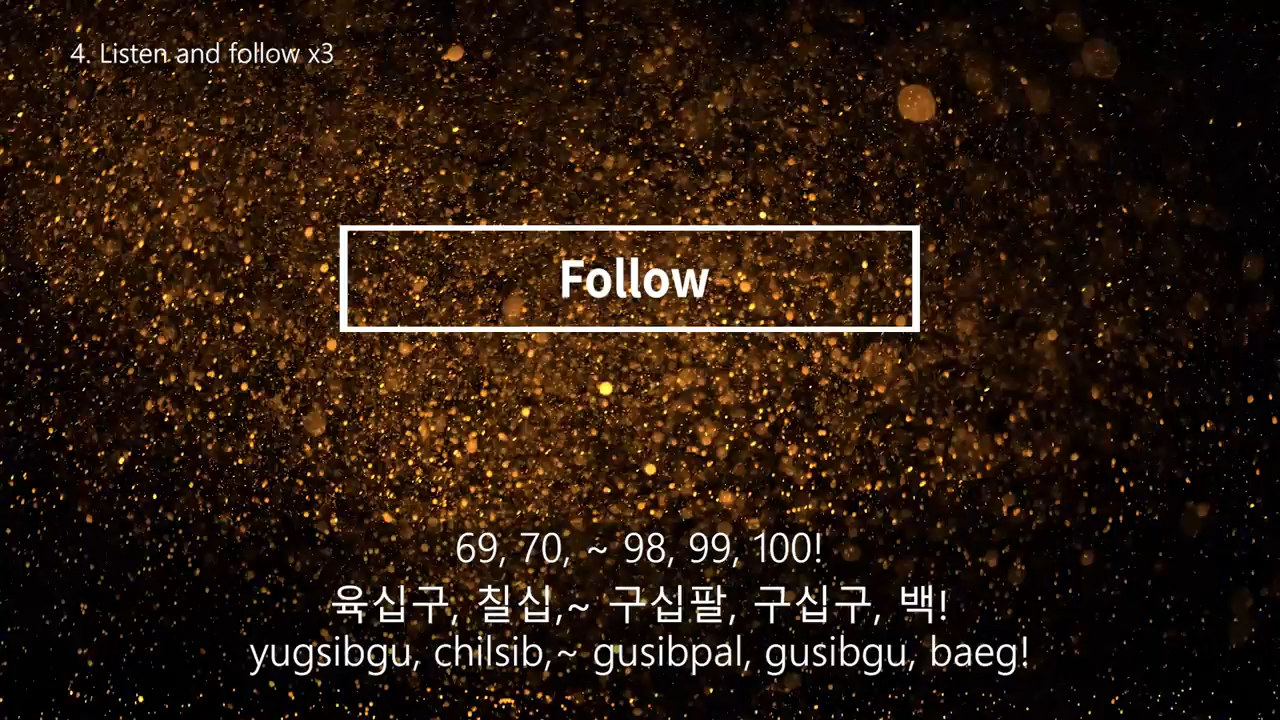 4. Listen and follow x3
Follow
69, 70, ~ 98, 99, 100!
육십구, 칠십,~ 구십팔, 구십구, 백!
yugsibgu, chilsib,~ gusibpal, gusibgu, baeg!